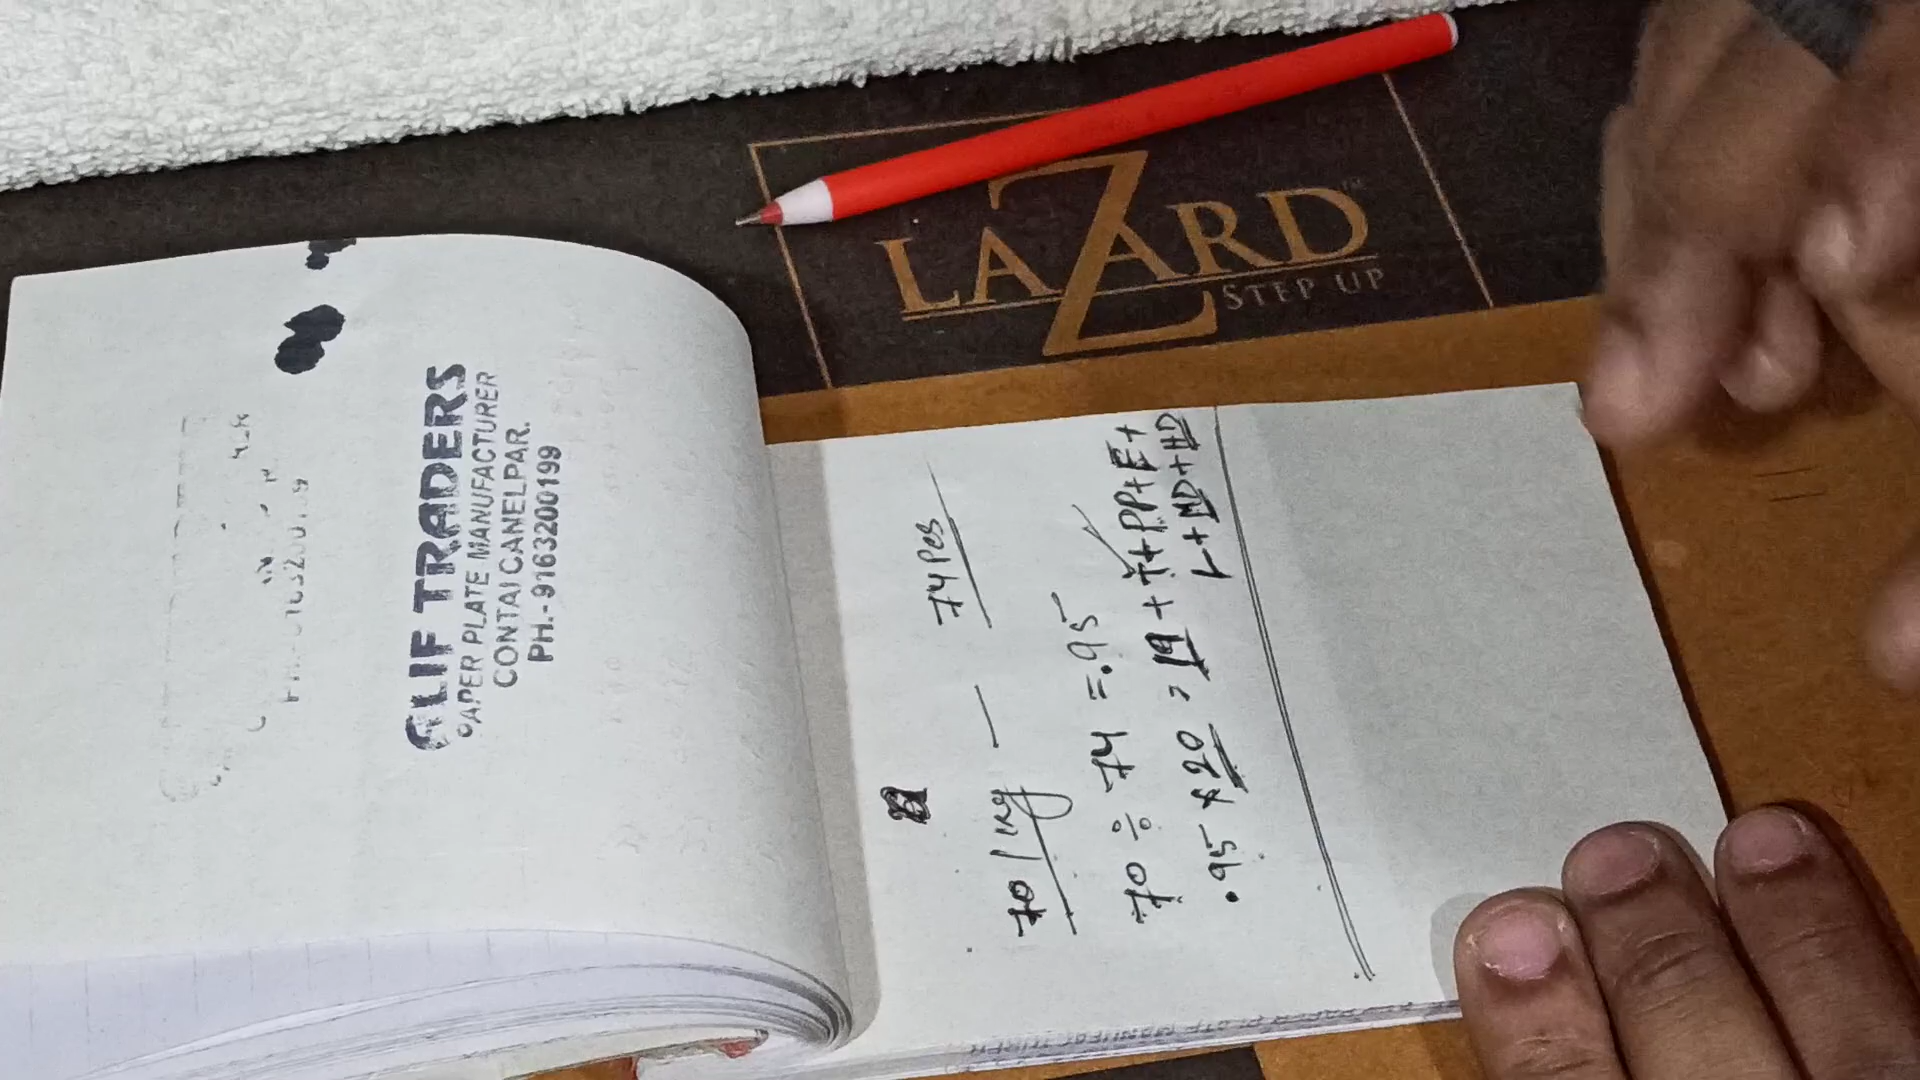 LAZARD
STEP UP
ALIF TRADERS
PAPER PLATE MANUFACTURER
CONTAI CANELPAR.
PH.- 9163200199
70 / kg — 74 Pcs
70 ÷ 74 = .95
.95 × 20 = 19 + T + PP + E +
L + MD + HD